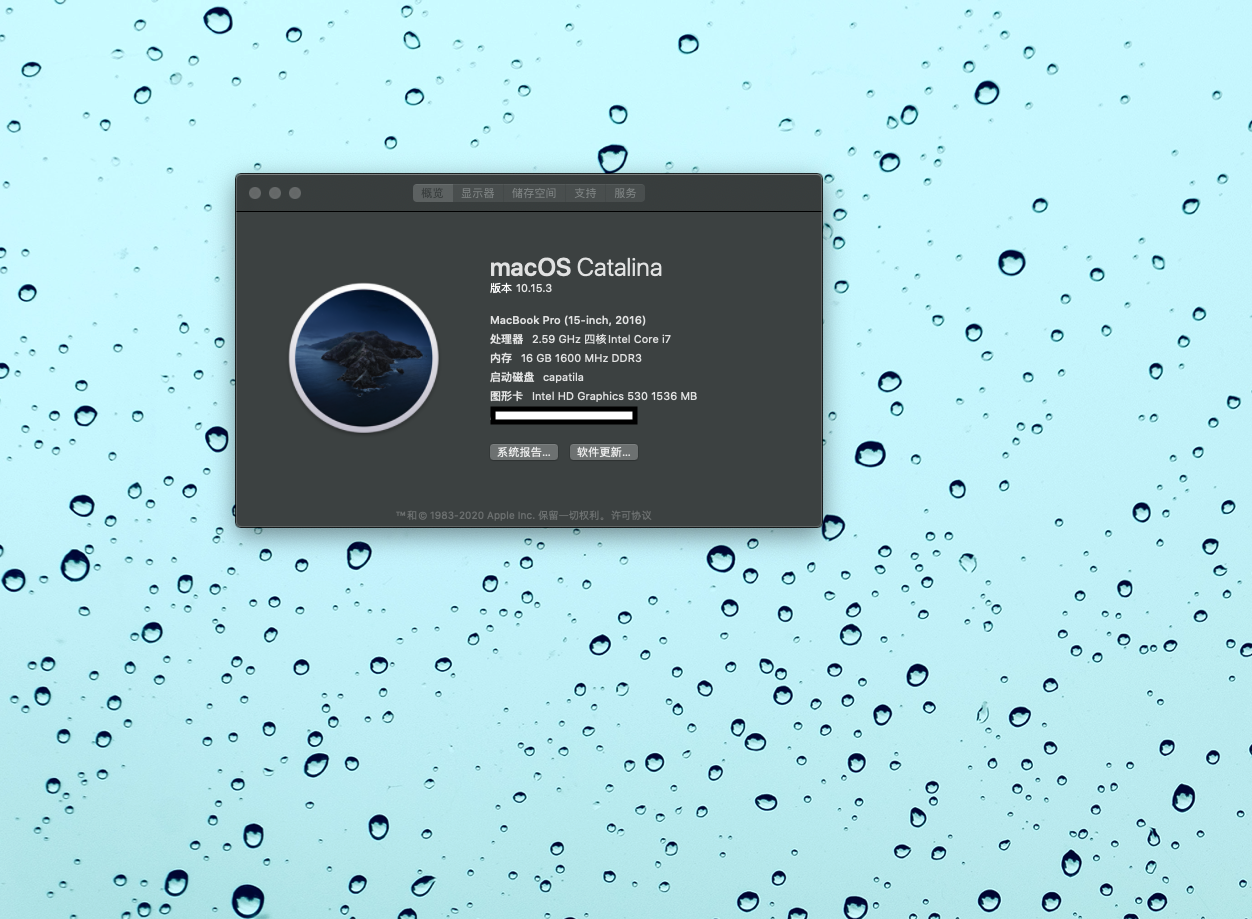 概览 显示器 储存空间 支持 服务
macOS Catalina
版本 10.15.3
MacBook Pro (15-inch, 2016)
处理器 2.59 GHz 四核Intel Core i7
内存 16 GB 1600 MHz DDR3
启动磁盘 capatila
图形卡 Intel HD Graphics 530 1536 MB
系统报告... 软件更新...
™和© 1983-2020 Apple Inc. 保留一切权利。许可协议